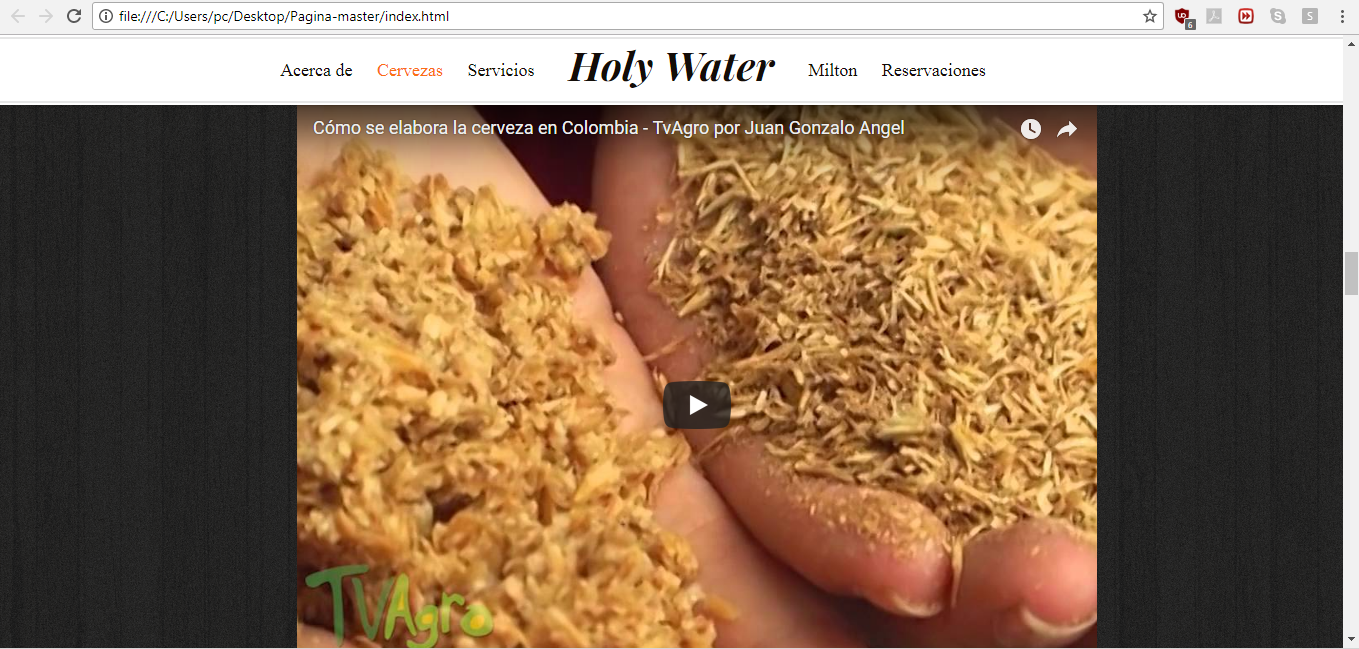 file:///C:/Users/pc/Desktop/Pagina-master/index.html
6
S
S
Acerca de Cervezas Servicios Holy Water Milton Reservaciones
Cómo se elabora la cerveza en Colombia - TvAgro por Juan Gonzalo Angel
TVAgro